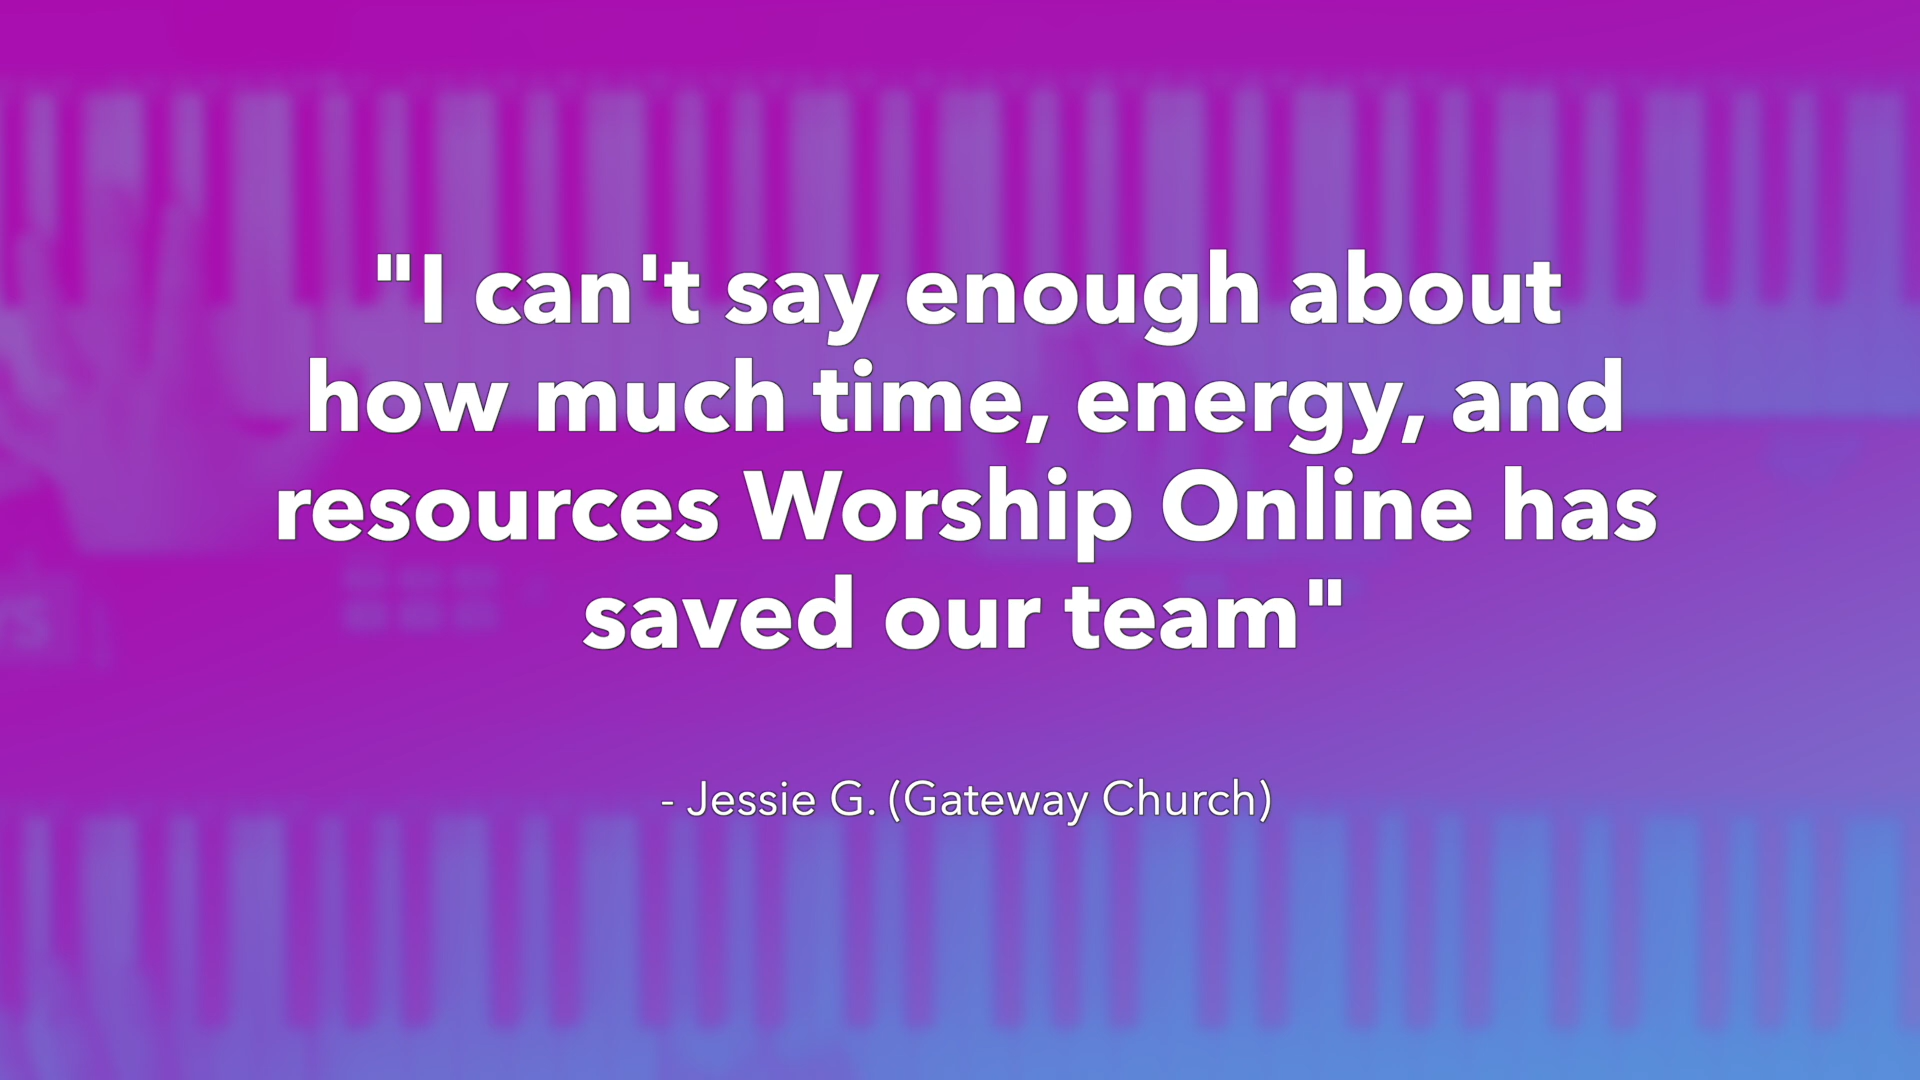 "I can't say enough about
how much time, energy, and
resources Worship Online has
saved our team"
- Jessie G. (Gateway Church)